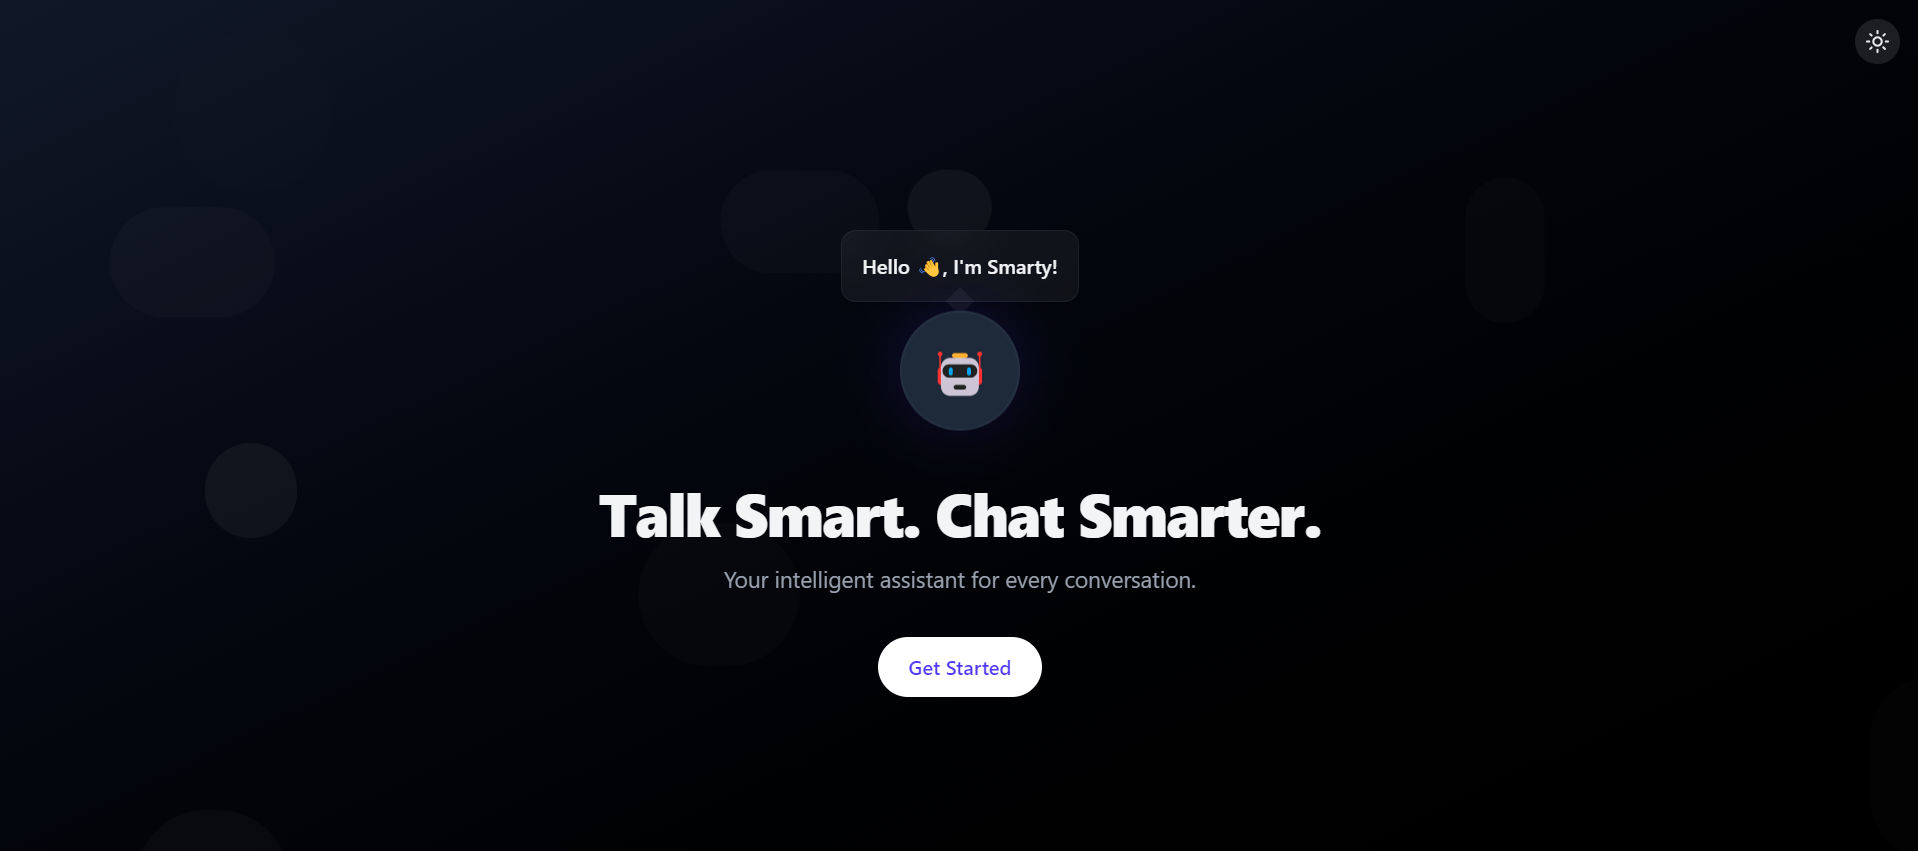 Hello 👋, I'm Smarty!
Talk Smart. Chat Smarter.
Your intelligent assistant for every conversation.
Get Started